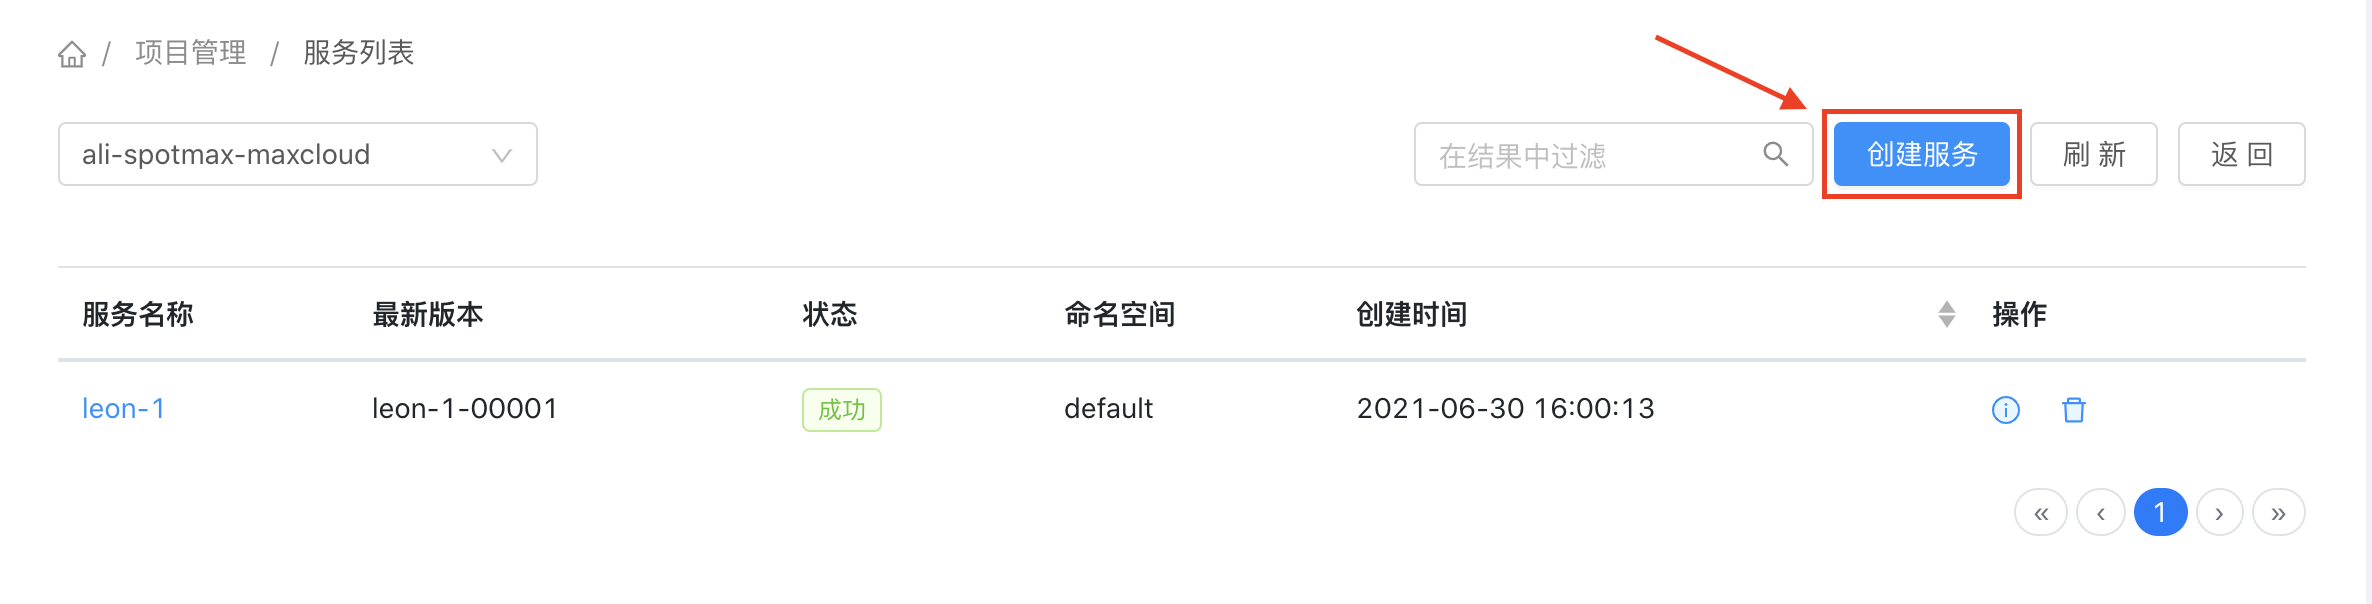 / 项目管理 / 服务列表
ali-spotmax-maxcloud 在结果中过滤 创建服务 刷 新 返 回
服务名称 最新版本 状态 命名空间 创建时间 操作
leon-1 leon-1-00001 成功 default 2021-06-30 16:00:13
« ‹ 1 › »